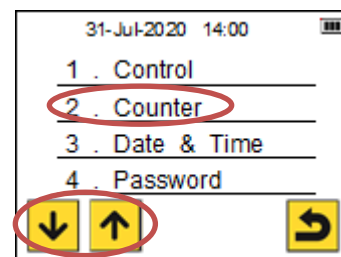 31-Jul-2020 14:00
1 . Control
2 . Counter
3 . Date & Time
4 . Password